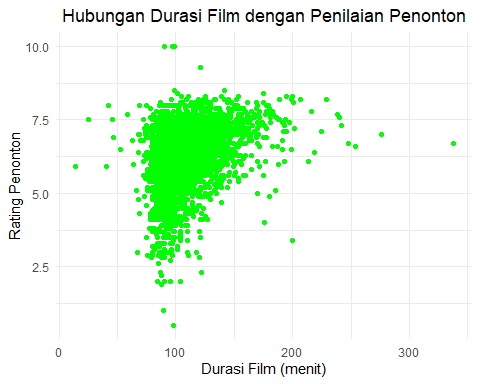 Hubungan Durasi Film dengan Penilaian Penonton
Rating Penonton
10.0
7.5
5.0
2.5
0
100
200
300
Durasi Film (menit)